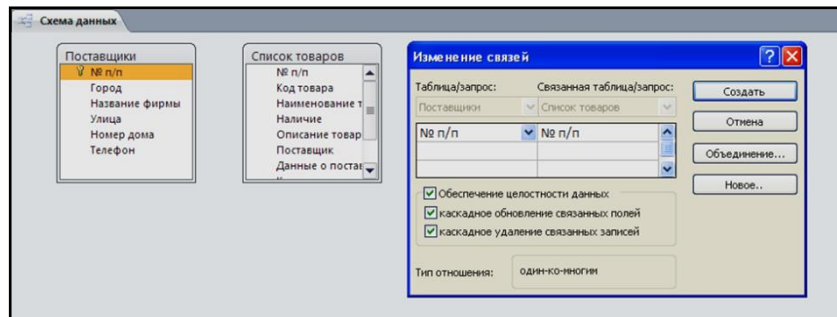 Схема данных
Поставщики
№ п/п
Город
Название фирмы
Улица
Номер дома
Телефон
Список товаров
№ п/п
Код товара
Наименование т
Наличие
Описание товар
Поставщик
Данные о постав
Изменение связей
Таблица/запрос: Связанная таблица/запрос:
Поставщики Список товаров
№ п/п № п/п
Обеспечение целостности данных
каскадное обновление связанных полей
каскадное удаление связанных записей
Тип отношения: один-ко-многим
Создать
Отмена
Объединение...
Новое..